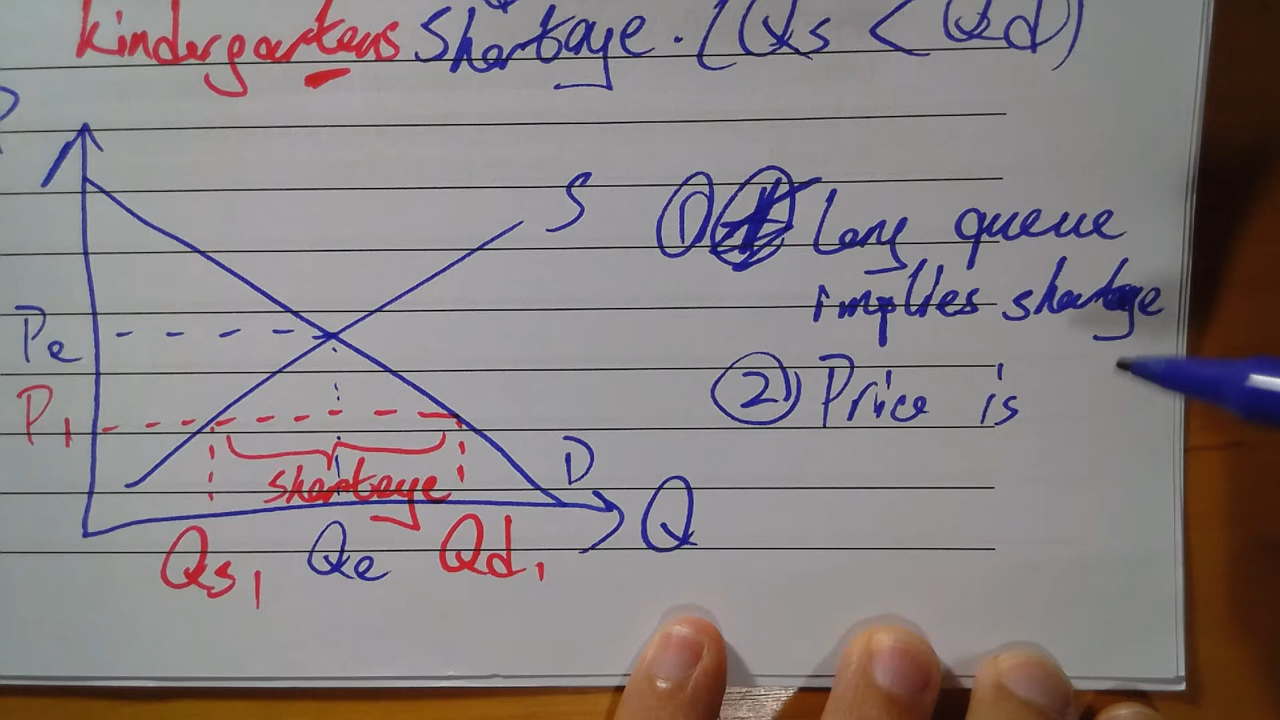 kindergartens Shortage. (Qs < Qd)
P
S
① Long queue
implies shortage
Pe
② Price is
P1
D
shortage
Q
Qs1 Qe Qd1